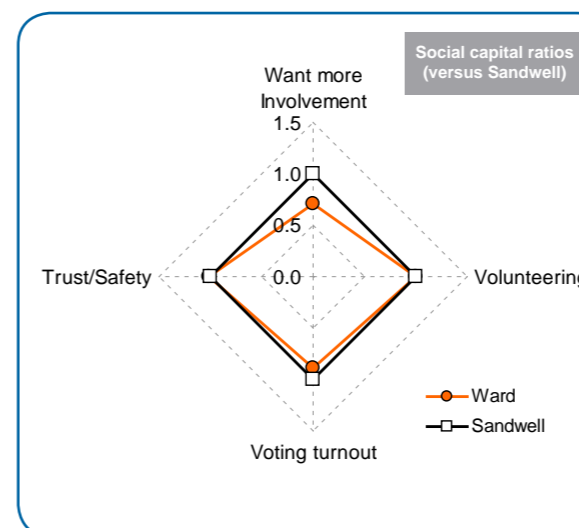 Social capital ratios
(versus Sandwell)
Want more
Involvement
1.5
1.0
0.5
0.0
Trust/Safety
Volunteering
Ward
Sandwell
Voting turnout